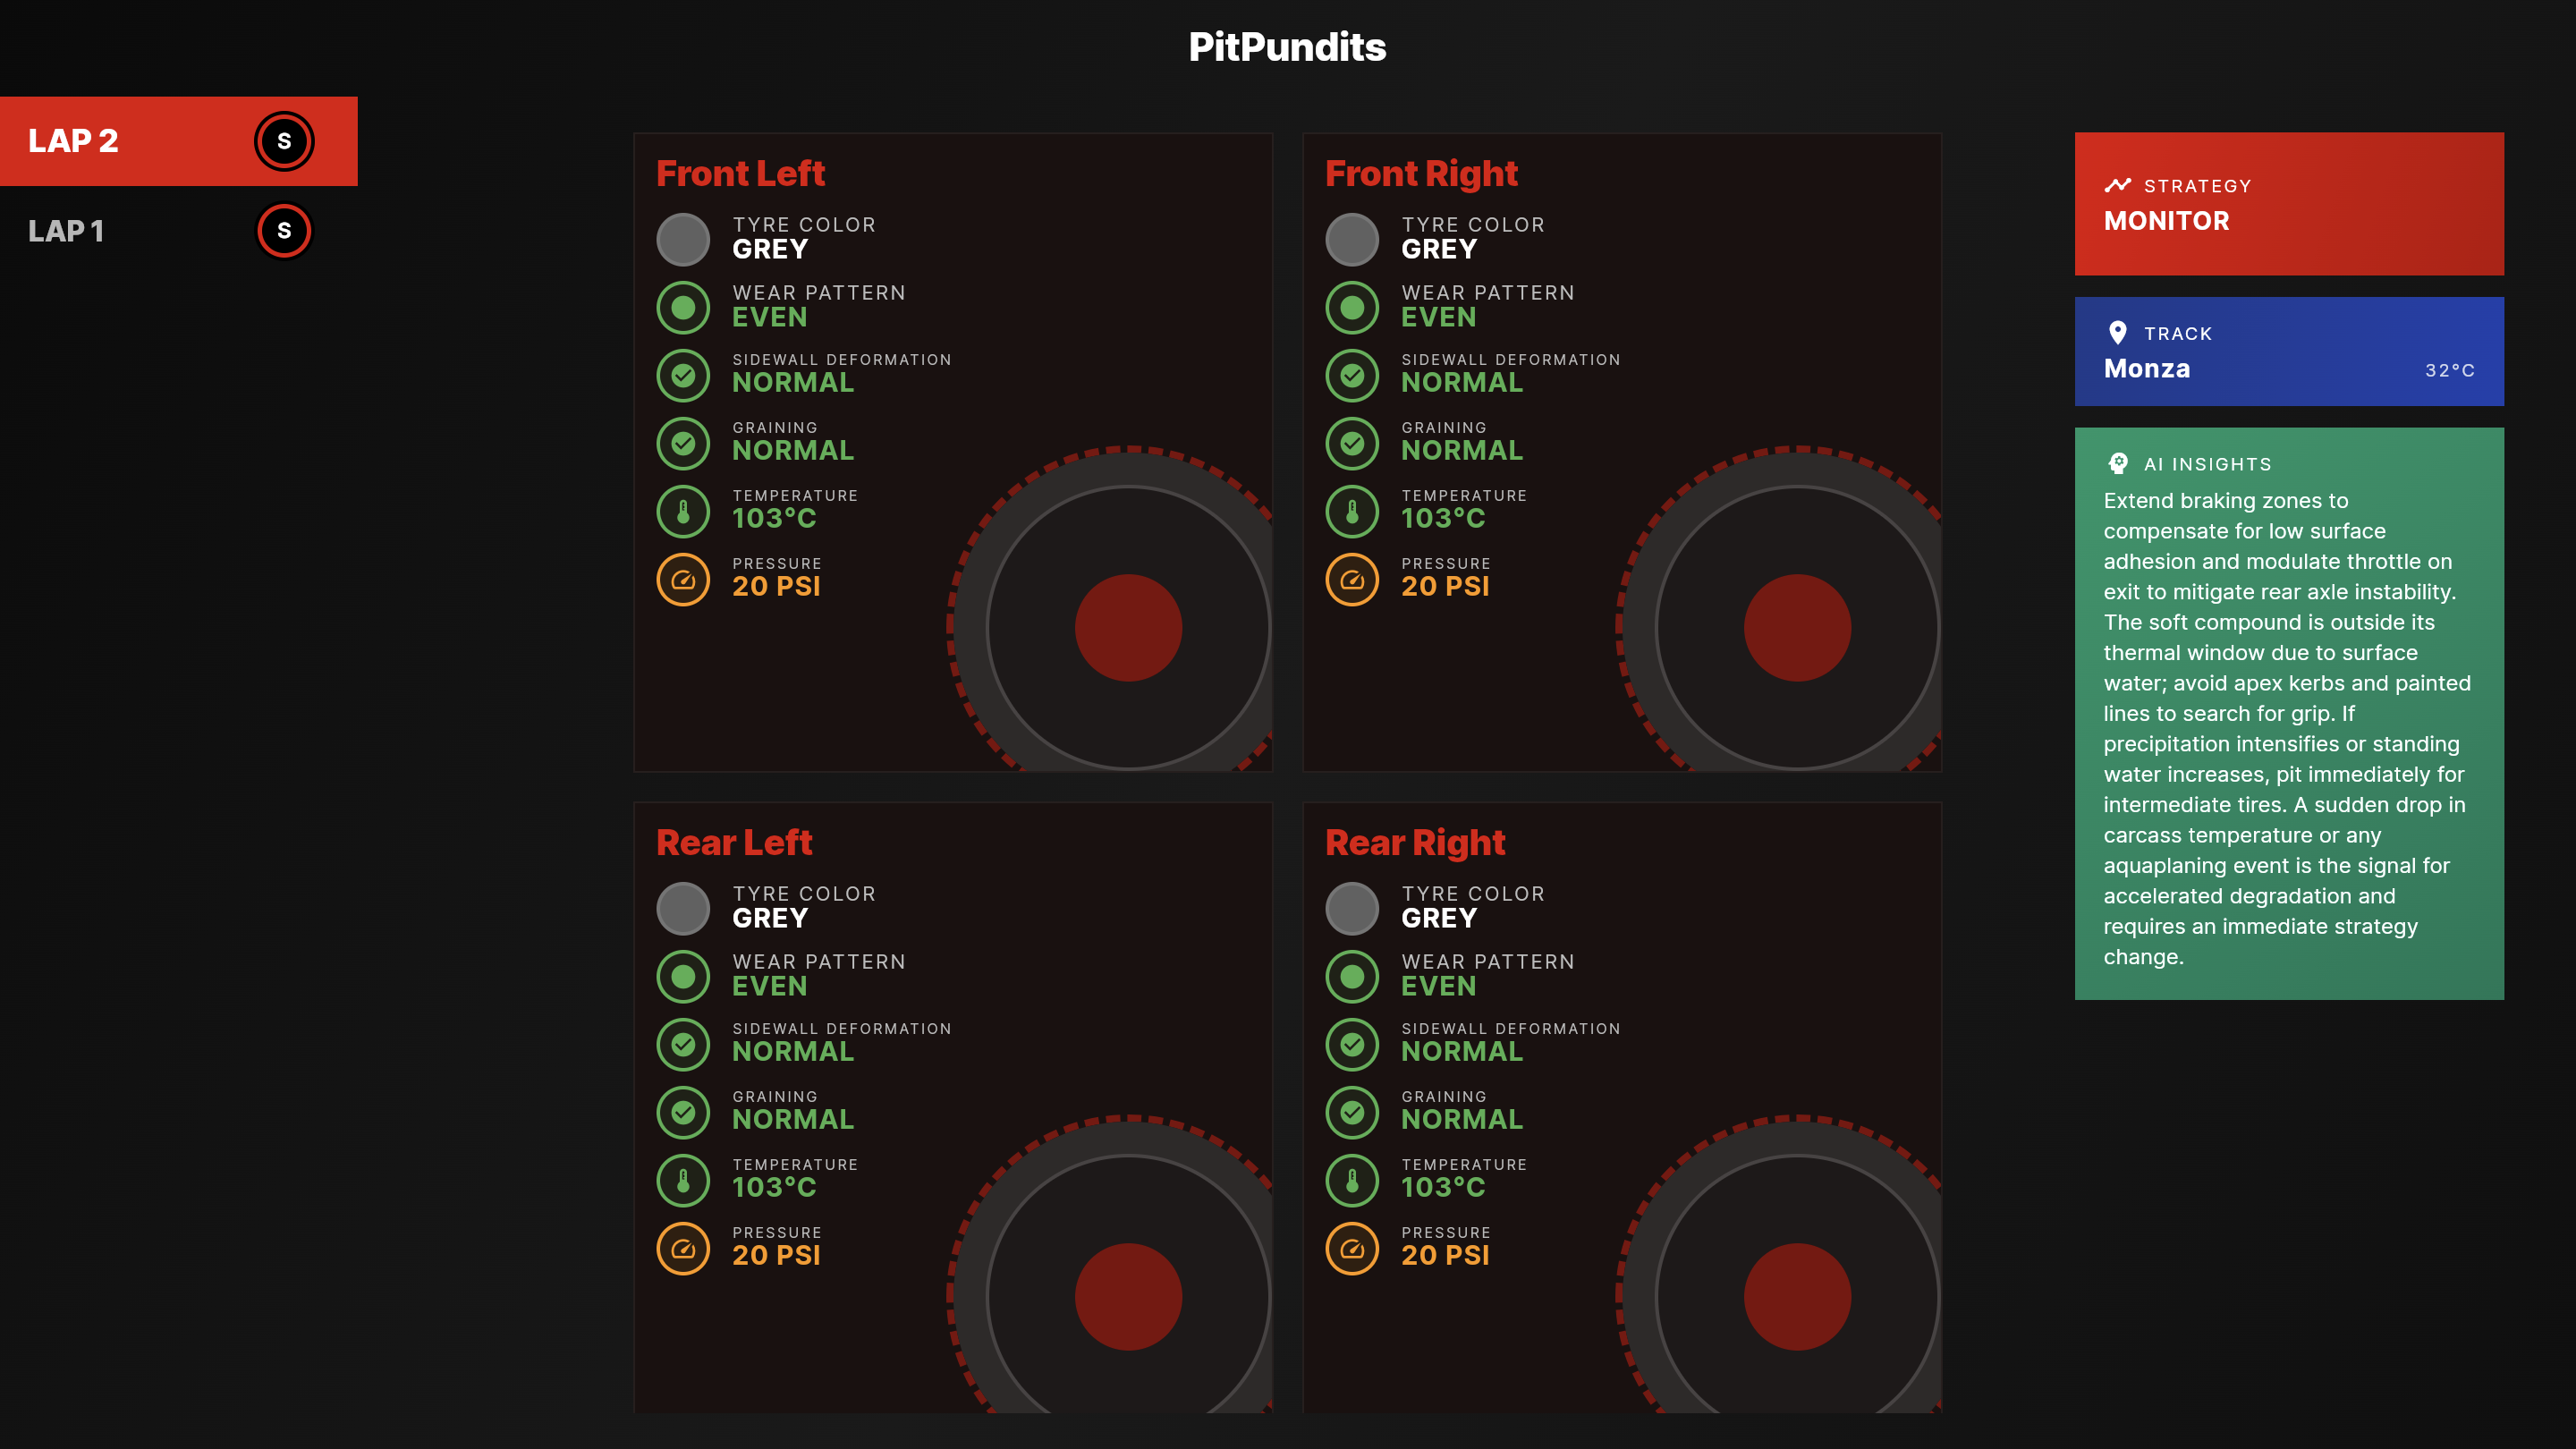 PitPundits
LAP 2
S
LAP 1
S
Front Left
TYRE COLOR
GREY
WEAR PATTERN
EVEN
SIDEWALL DEFORMATION
NORMAL
GRAINING
NORMAL
TEMPERATURE
103°C
PRESSURE
20 PSI
Front Right
TYRE COLOR
GREY
WEAR PATTERN
EVEN
SIDEWALL DEFORMATION
NORMAL
GRAINING
NORMAL
TEMPERATURE
103°C
PRESSURE
20 PSI
Rear Left
TYRE COLOR
GREY
WEAR PATTERN
EVEN
SIDEWALL DEFORMATION
NORMAL
GRAINING
NORMAL
TEMPERATURE
103°C
PRESSURE
20 PSI
Rear Right
TYRE COLOR
GREY
WEAR PATTERN
EVEN
SIDEWALL DEFORMATION
NORMAL
GRAINING
NORMAL
TEMPERATURE
103°C
PRESSURE
20 PSI
STRATEGY
MONITOR
TRACK
Monza 32°C
AI INSIGHTS
Extend braking zones to
compensate for low surface
adhesion and modulate throttle on
exit to mitigate rear axle instability.
The soft compound is outside its
thermal window due to surface
water; avoid apex kerbs and painted
lines to search for grip. If
precipitation intensifies or standing
water increases, pit immediately for
intermediate tires. A sudden drop in
carcass temperature or any
aquaplaning event is the signal for
accelerated degradation and
requires an immediate strategy
change.